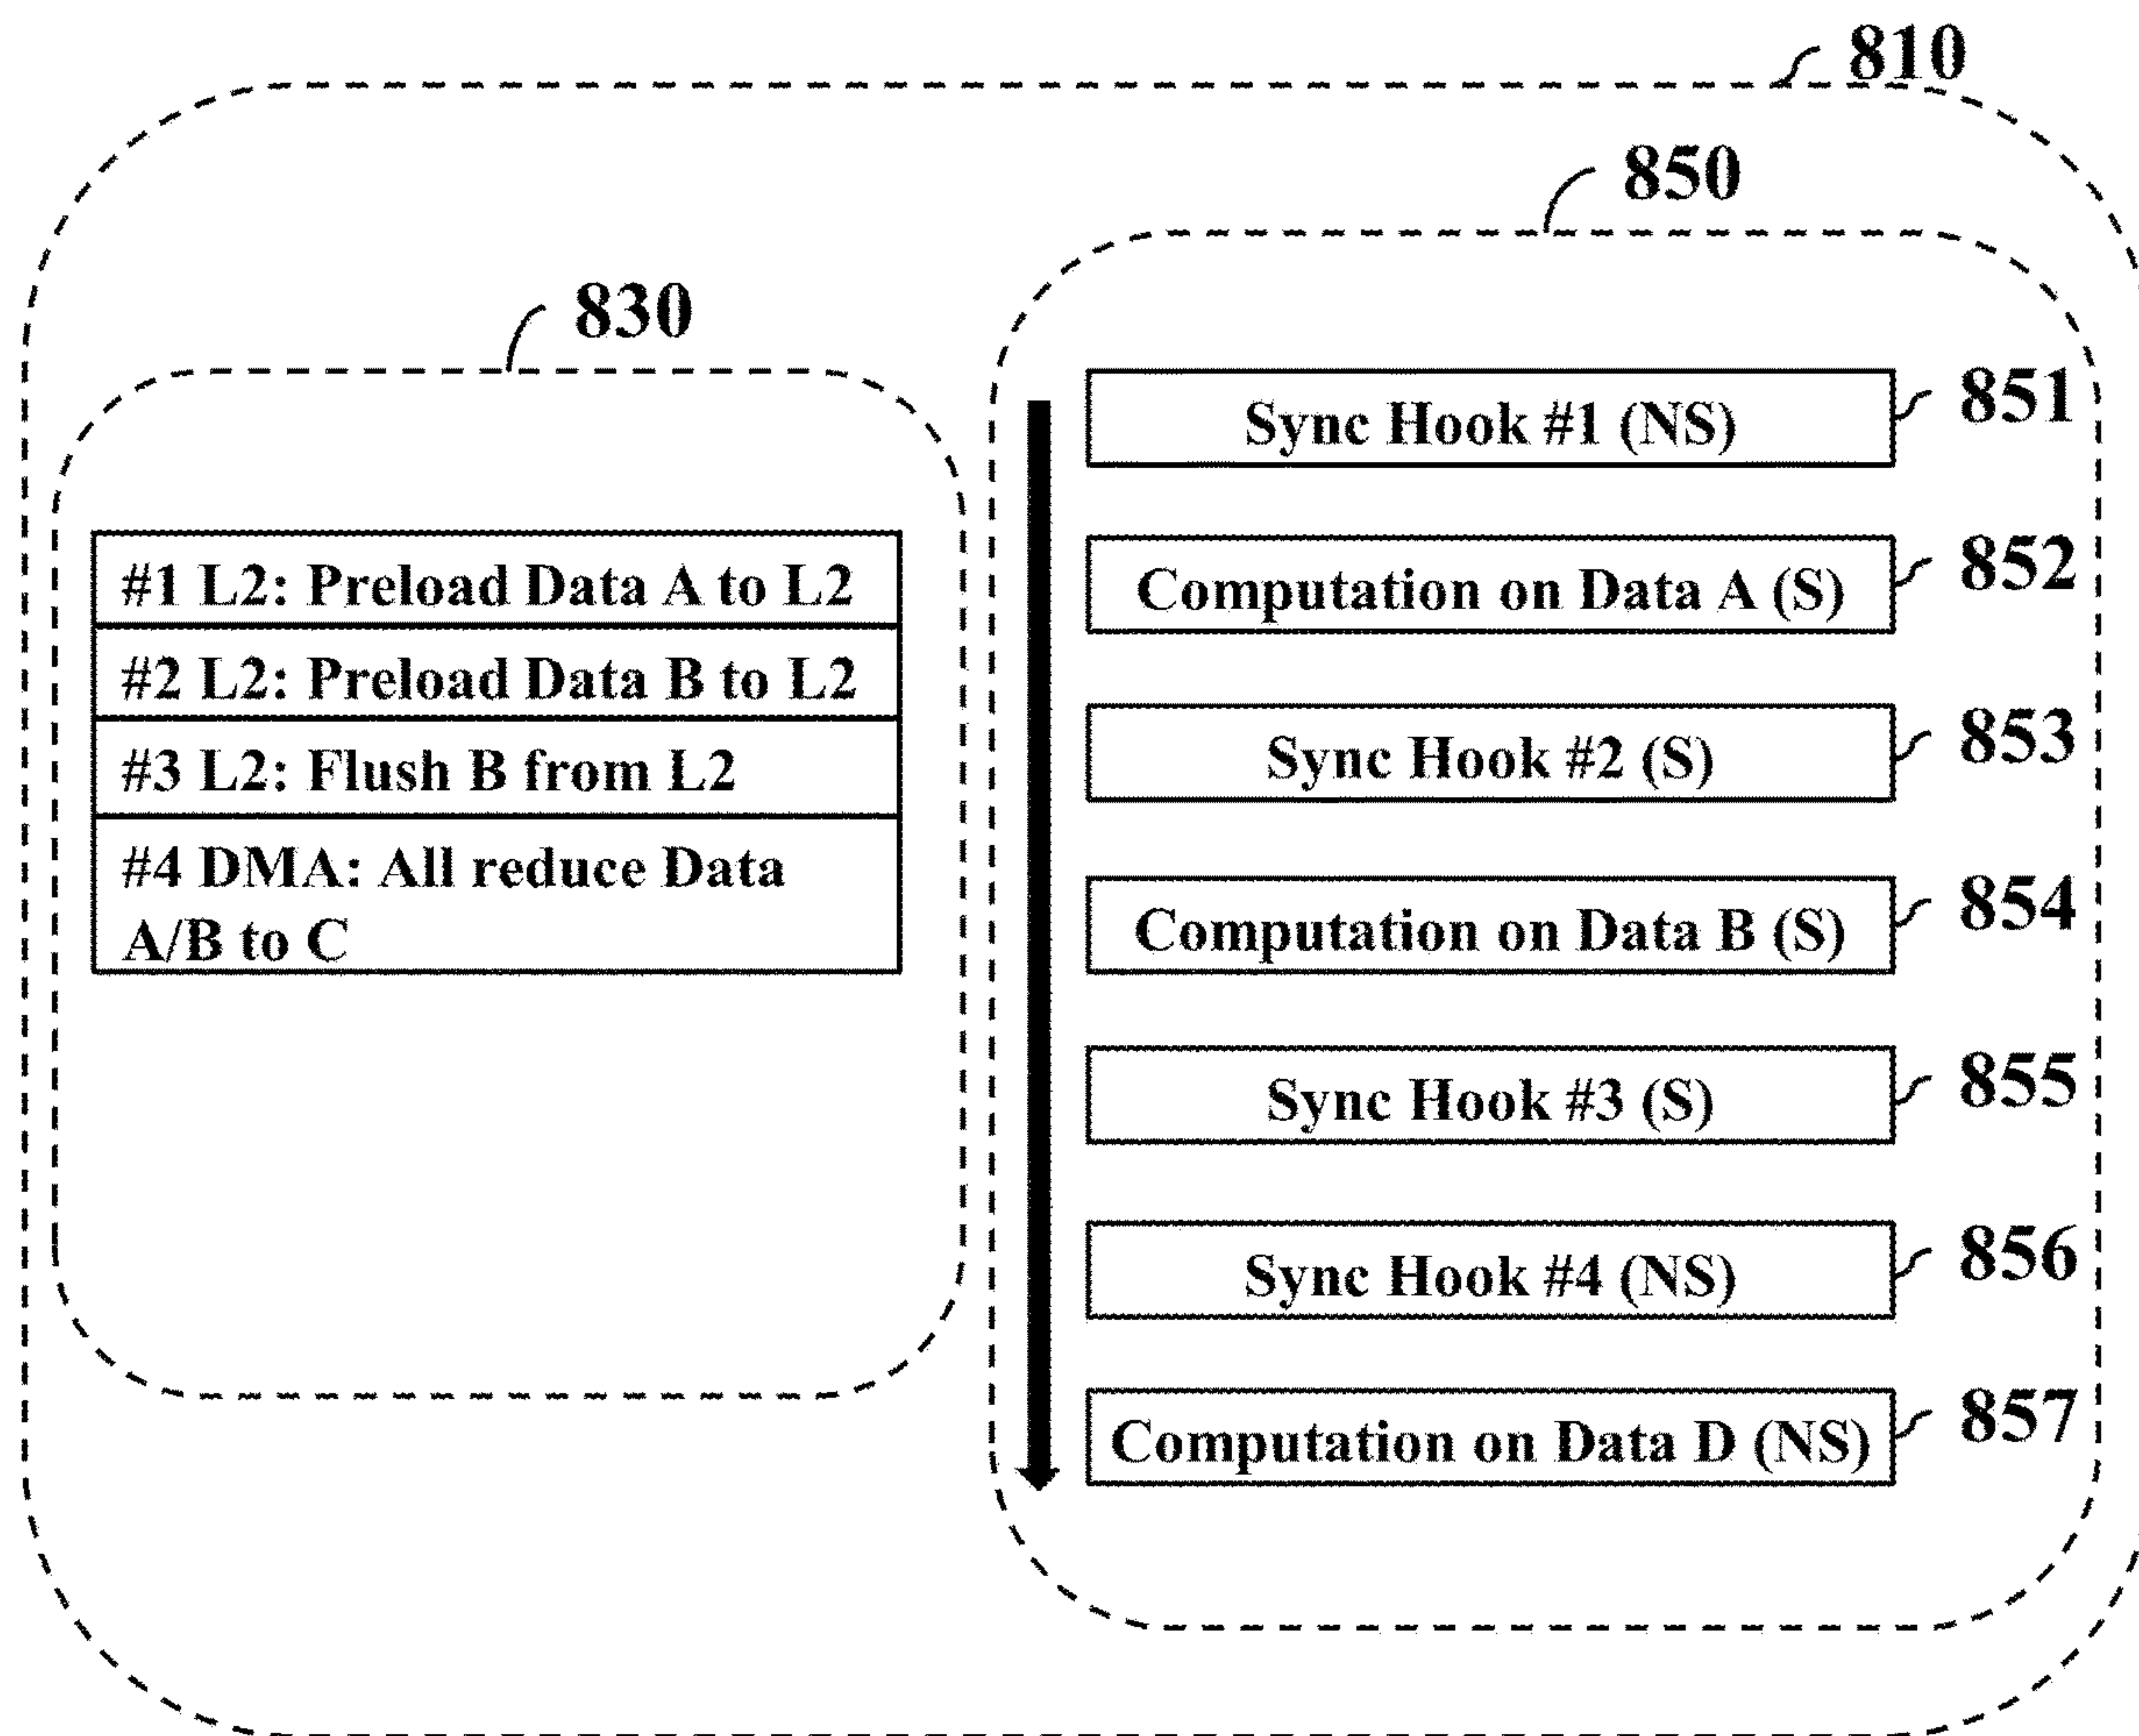 810
850
830
Sync Hook #1 (NS)
851
Computation on Data A (S)
852
Sync Hook #2 (S)
853
Computation on Data B (S)
854
Sync Hook #3 (S)
855
Sync Hook #4 (NS)
856
Computation on Data D (NS)
857
#1 L2: Preload Data A to L2
#2 L2: Preload Data B to L2
#3 L2: Flush B from L2
#4 DMA: All reduce Data
A/B to C